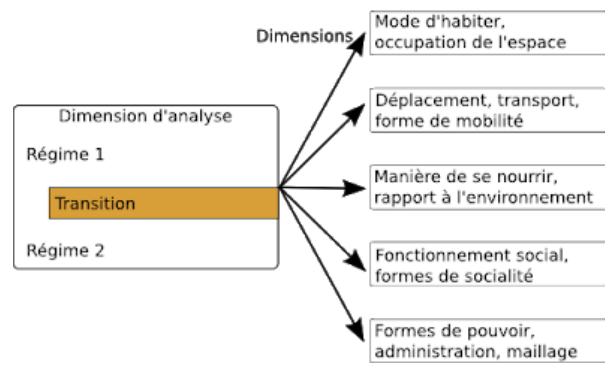 Dimensions
Mode d'habiter,
occupation de l'espace
Dimension d'analyse
Régime 1
Transition
Régime 2
Déplacement, transport,
forme de mobilité
Manière de se nourrir,
rapport à l'environnement
Fonctionnement social,
formes de socialité
Formes de pouvoir,
administration, maillage